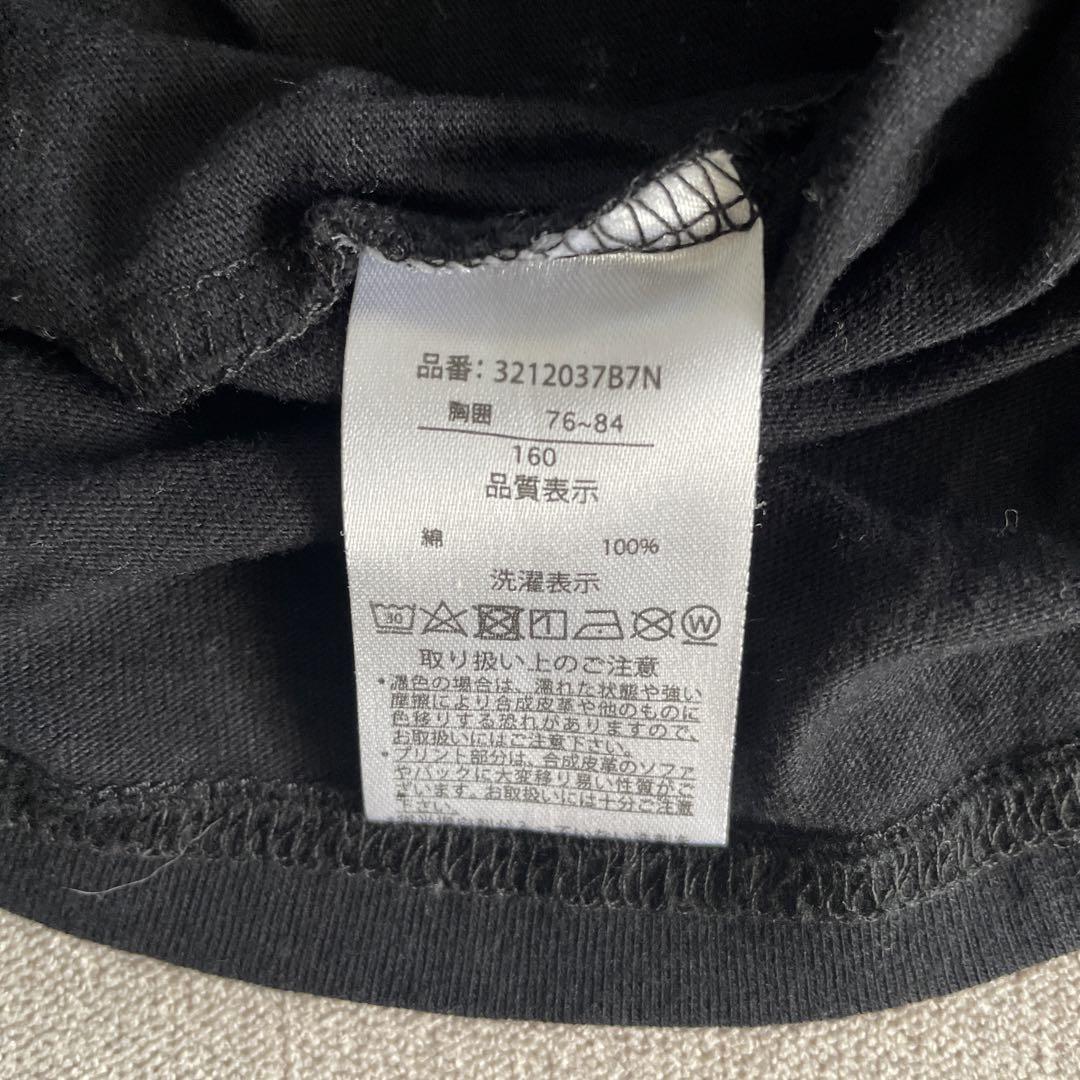 品番: 3212037B7N
胸囲 76~84
160
品質表示
綿 100%
洗濯表示
30
W
取り扱い上のご注意
・濃色の場合は、濡れた状態や強い
摩擦により合成皮革や他のものに
色移りする恐れがありますので、
お取扱いにはご注意下さい。
・プリント部分は、合成皮革のソファ
やバックに大変移り易い性質がご
ざいます。お取扱いには十分ご注意
下さい。